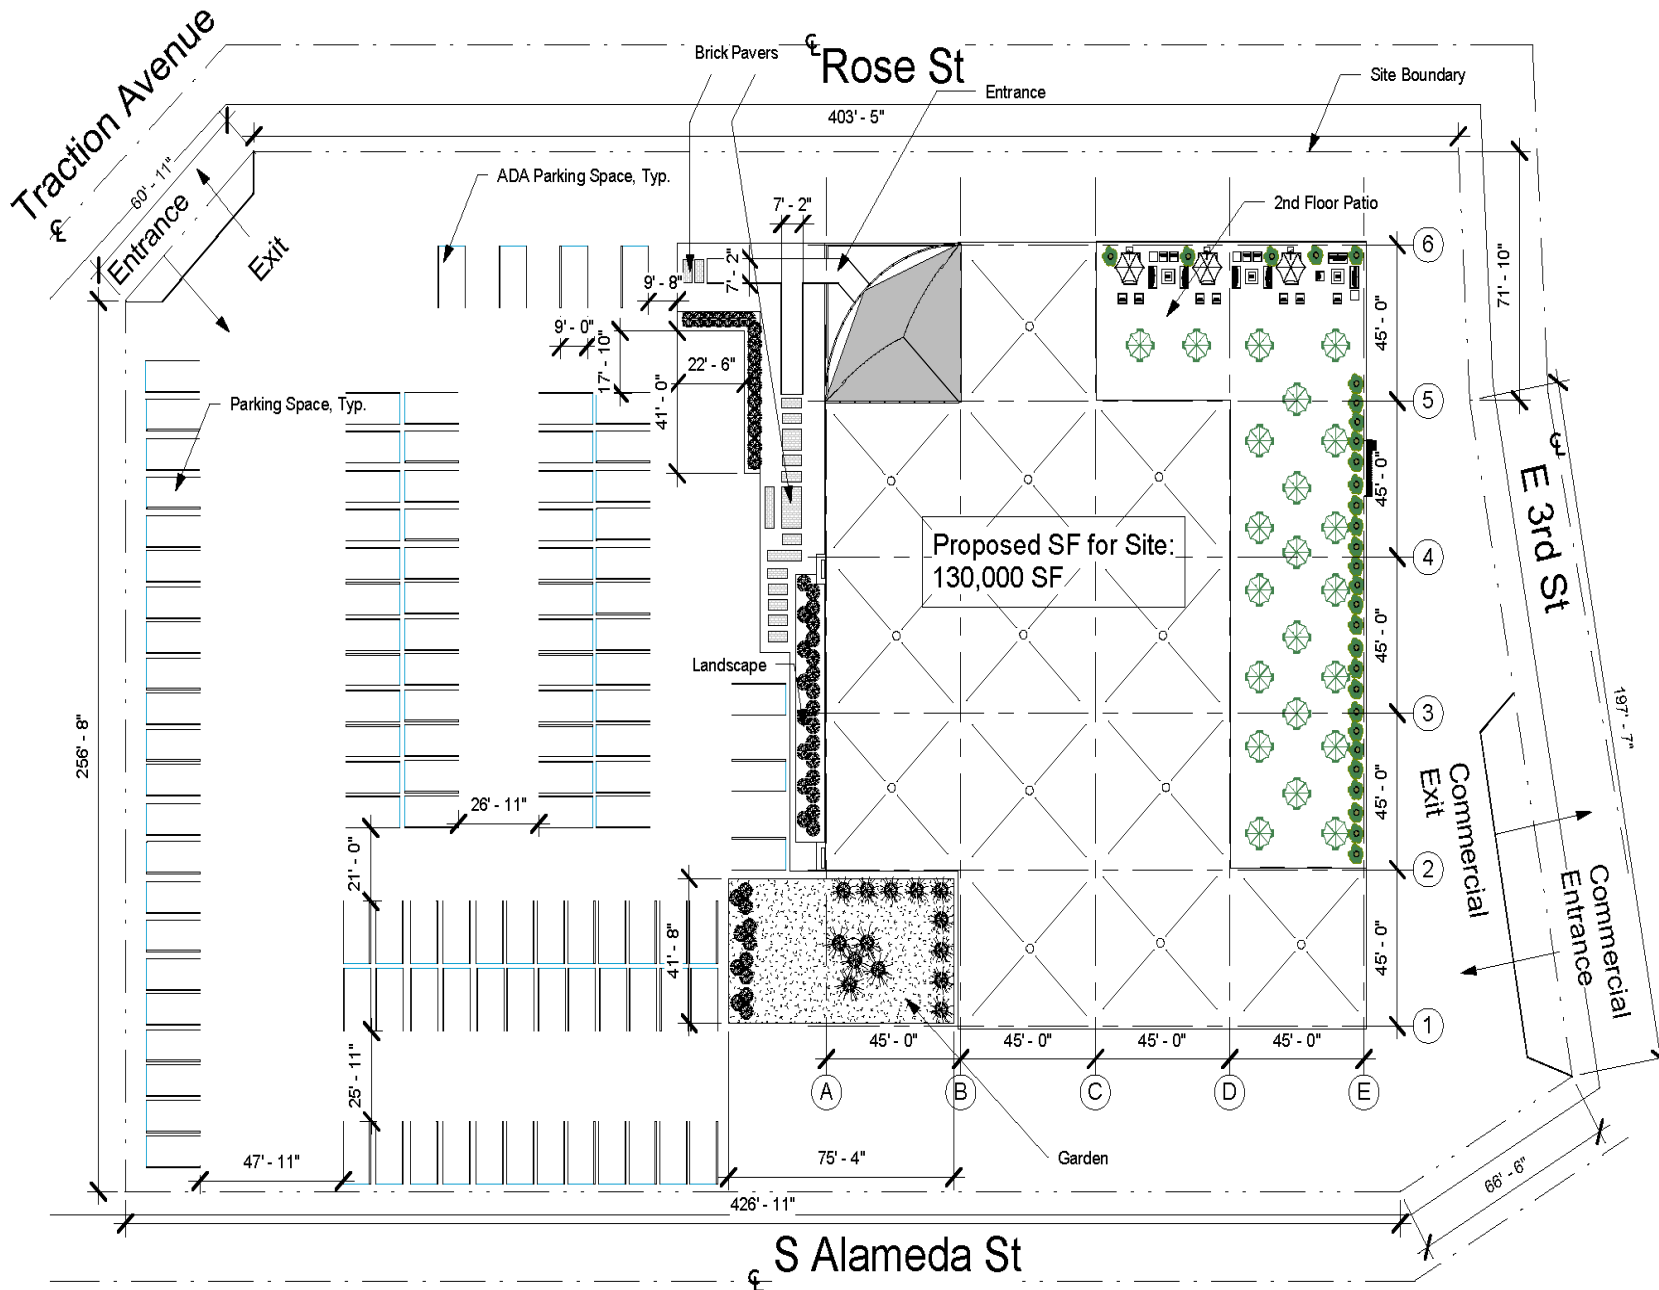 Traction Avenue
Brick Pavers
℄
Rose St
Entrance
Site Boundary
403' - 5"
60' - 11"
Entrance
Exit
℄
ADA Parking Space, Typ.
7' - 2"
2nd Floor Patio
6
7' - 2"
9' - 8"
71' - 10"
45' - 0"
9' - 0"
17' - 10"
22' - 6"
41' - 0"
Parking Space, Typ.
5
℄
E 3rd St
45' - 0"
Proposed SF for Site:
130,000 SF
4
45' - 0"
Landscape
3
197' - 7"
256' - 8"
26' - 11"
45' - 0"
Commercial
Exit
21' - 0"
2
Commercial
Entrance
41' - 8"
45' - 0"
1
25' - 11"
45' - 0"
45' - 0"
45' - 0"
45' - 0"
A
B
C
D
E
47' - 11"
75' - 4"
Garden
66' - 6"
426' - 11"
S Alameda St
℄